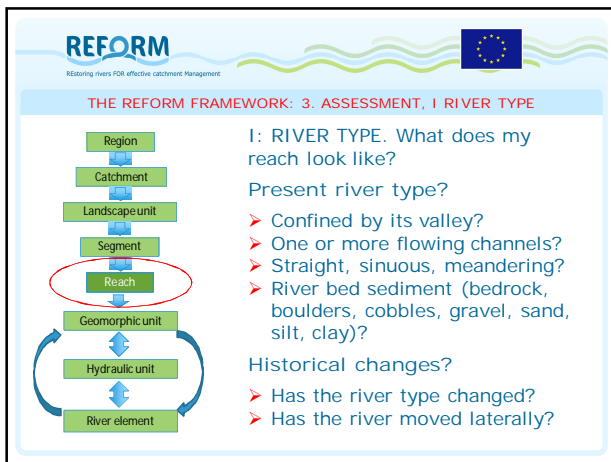 REFORM
REstoring rivers FOR effective catchment Management
THE REFORM FRAMEWORK: 3. ASSESSMENT, I RIVER TYPE
Region
Catchment
Landscape unit
Segment
Reach
Geomorphic unit
Hydraulic unit
River element
I: RIVER TYPE. What does my
reach look like?
Present river type?
➢ Confined by its valley?
➢ One or more flowing channels?
➢ Straight, sinuous, meandering?
➢ River bed sediment (bedrock,
boulders, cobbles, gravel, sand,
silt, clay)?
Historical changes?
➢ Has the river type changed?
➢ Has the river moved laterally?